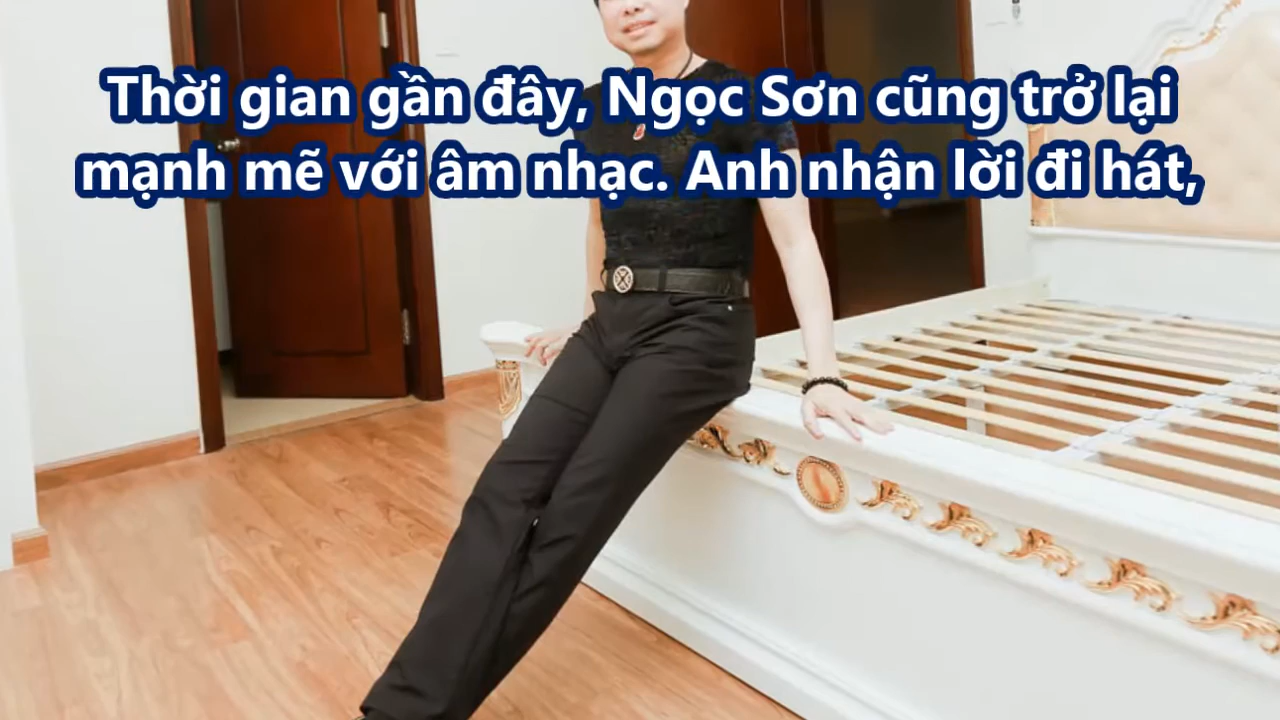 Thời gian gần đây, Ngọc Sơn cũng trở lại
mạnh mẽ với âm nhạc. Anh nhận lời đi hát,